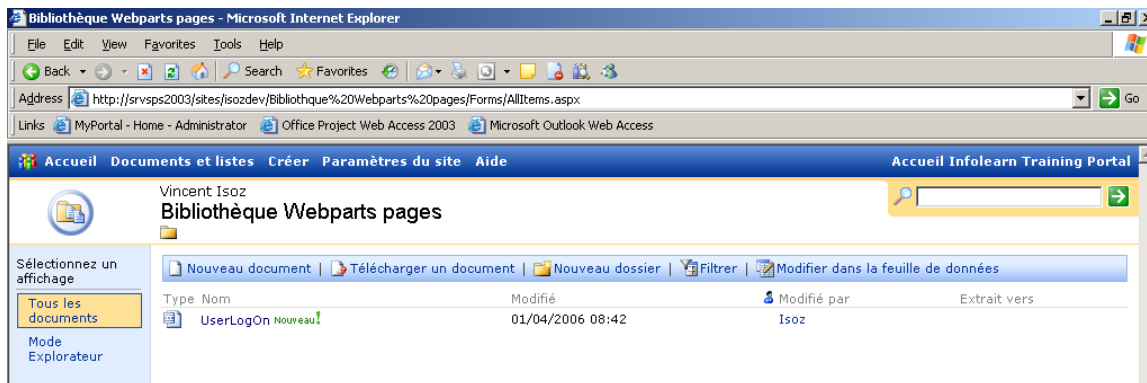 Bibliothèque Webparts pages - Microsoft Internet Explorer
File Edit View Favorites Tools Help
Back Search Favorites
Address http://srvsps2003/sites/isozdev/Bibliothque%20Webparts%20pages/Forms/AllItems.aspx Go
Links MyPortal - Home - Administrator Office Project Web Access 2003 Microsoft Outlook Web Access
Accueil Documents et listes Créer Paramètres du site Aide Accueil Infolearn Training Portal
Vincent Isoz
Bibliothèque Webparts pages
Sélectionnez un
affichage
Tous les
documents
Mode
Explorateur
Nouveau document | Télécharger un document | Nouveau dossier | Filtrer | Modifier dans la feuille de données
Type Nom Modifié Modifié par Extrait vers
UserLogOn Nouveau! 01/04/2006 08:42 Isoz